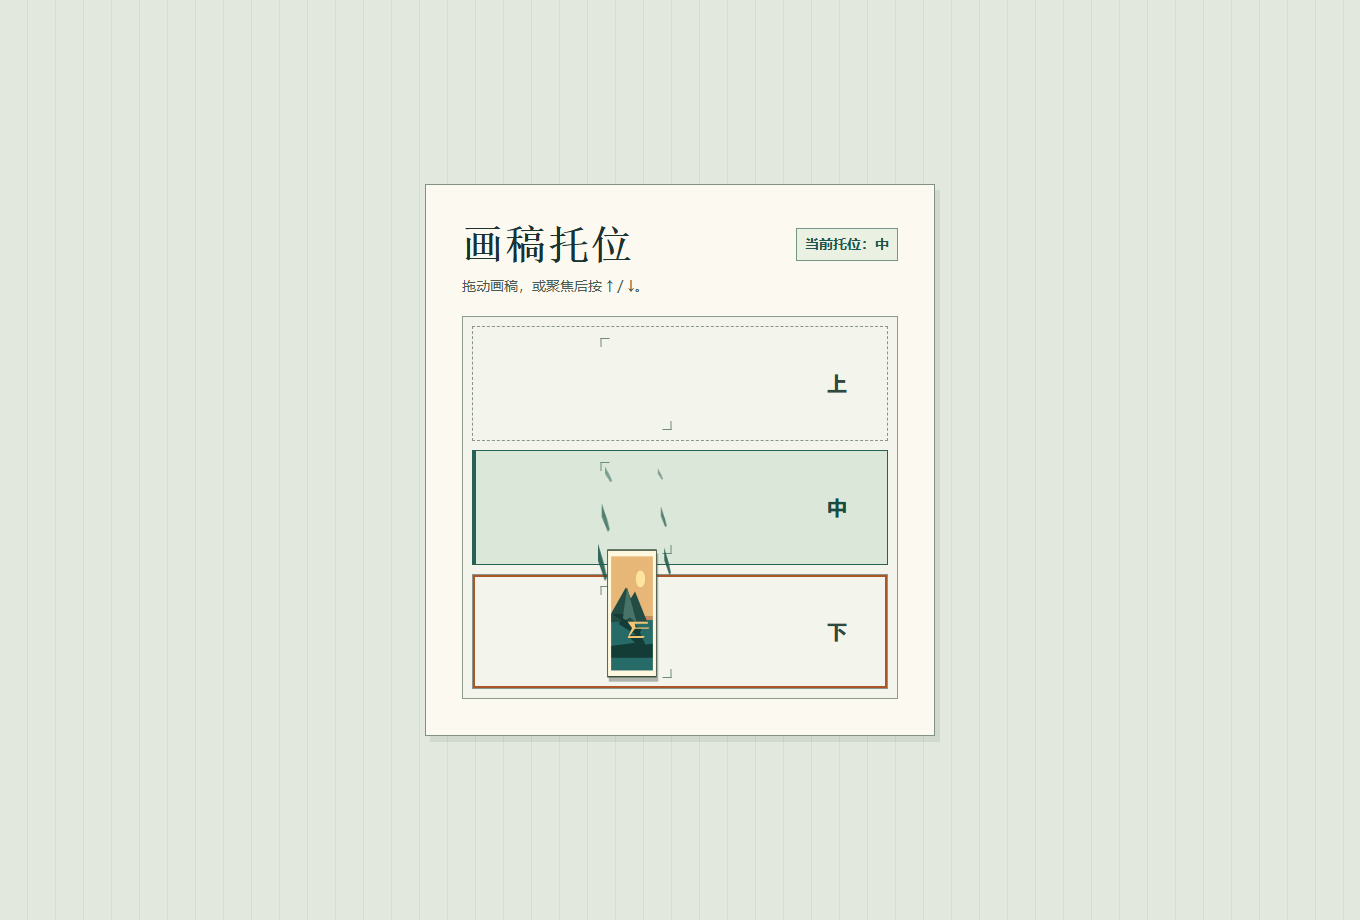 画稿托位
当前托位：中
拖动画稿，或聚焦后按 ↑ / ↓。
上
中
下